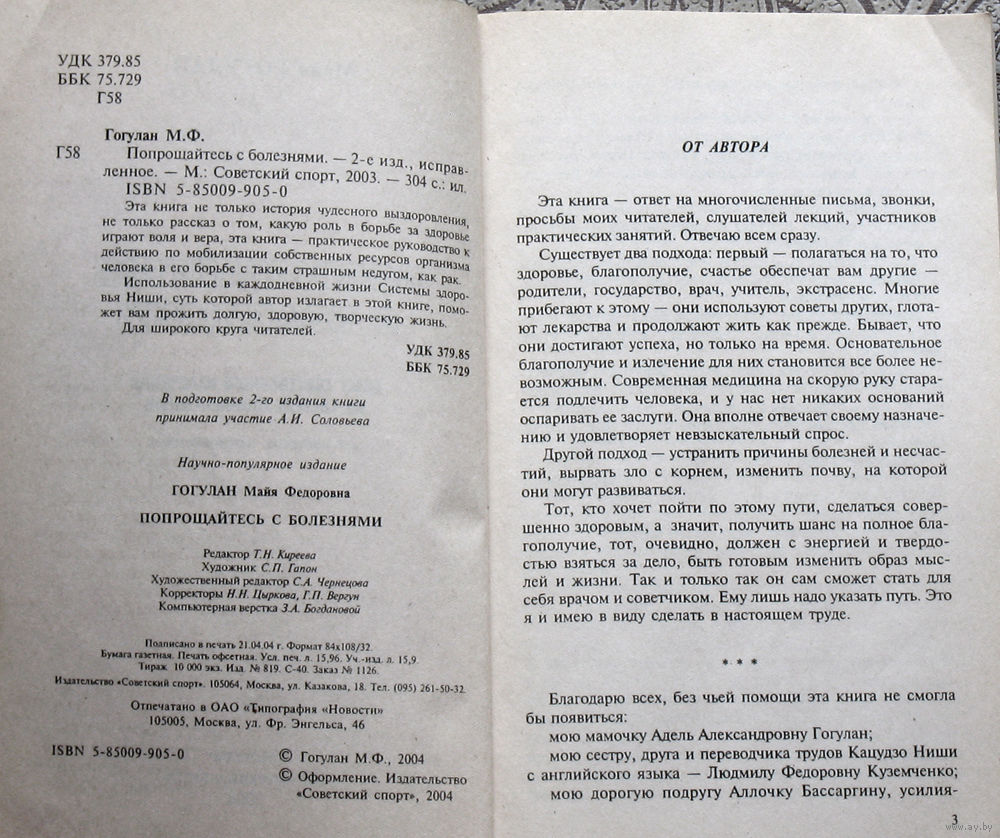 УДК 379.85
ББК 75.729
Г58
Гогулан М.Ф.
Г58 Попрощайтесь с болезнями. — 2-е изд., исправ-
ленное. — М.: Советский спорт, 2003. — 304 с.: ил.
ISBN 5-85009-905-0
Эта книга не только история чудесного выздоровления,
не только рассказ о том, какую роль в борьбе за здоровье
играют воля и вера, эта книга — практическое руководство к
действию по мобилизации собственных ресурсов организма
человека в его борьбе с таким страшным недугом, как рак.
Использование в каждодневной жизни Системы здоро-
вья Ниши, суть которой автор излагает в этой книге, помо-
жет вам прожить долгую, здоровую, творческую жизнь.
Для широкого круга читателей.
УДК 379.85
ББК 75.729
В подготовке 2-го издания книги
принимала участие А.И. Соловьева
Научно-популярное издание
ГОГУЛАН Майя Федоровна
ПОПРОЩАЙТЕСЬ С БОЛЕЗНЯМИ
Редактор Т.Н. Киреева
Художник С.П. Гапон
Художественный редактор С.А. Чернецова
Корректоры Н.Н. Цыркова, Г.П. Вергун
Компьютерная верстка З.А. Богдановой
Подписано в печать 21.04.04 г. Формат 84x108/32.
Бумага газетная. Печать офсетная. Усл. печ. л. 15,96. Уч.-изд. л. 15,9.
Тираж 10 000 экз. Изд. № 819. С-40. Заказ № 1126.
Издательство «Советский спорт». 105064, Москва, ул. Казакова, 18. Тел. (095) 261-50-32.
Отпечатано в ОАО «Типография «Новости»
105005, Москва, ул. Фр. Энгельса, 46
ISBN 5-85009-905-0
© Гогулан М.Ф., 2004
© Оформление. Издательство
«Советский спорт», 2004
ОТ АВТОРА
Эта книга — ответ на многочисленные письма, звонки,
просьбы моих читателей, слушателей лекций, участников
практических занятий. Отвечаю всем сразу.
Существует два подхода: первый — полагаться на то, что
здоровье, благополучие, счастье обеспечат вам другие —
родители, государство, врач, учитель, экстрасенс. Многие
прибегают к этому — они используют советы других, глота-
ют лекарства и продолжают жить как прежде. Бывает, что
они достигают успеха, но только на время. Основательное
благополучие и излечение для них становится все более не-
возможным. Современная медицина на скорую руку стара-
ется подлечить человека, и у нас нет никаких оснований
оспаривать ее заслуги. Она вполне отвечает своему назначе-
нию и удовлетворяет невзыскательный спрос.
Другой подход — устранить причины болезней и несчас-
тий, вырвать зло с корнем, изменить почву, на которой
они могут развиваться.
Тот, кто хочет пойти по этому пути, сделаться совер-
шенно здоровым, а значит, получить шанс на полное бла-
гополучие, тот, очевидно, должен с энергией и твердо-
стью взяться за дело, быть готовым изменить образ мыс-
лей и жизни. Так и только так он сам сможет стать для
себя врачом и советчиком. Ему лишь надо указать путь. Это
я и имею в виду сделать в настоящем труде.
* * *
Благодарю всех, без чьей помощи эта книга не смогла
бы появиться:
мою мамочку Адель Александровну Гогулан;
мою сестру, друга и переводчика трудов Кацудзо Ниши
с английского языка — Людмилу Федоровну Куземченко;
мою дорогую подругу Аллочку Бассаргину, усилия-
3
www.ay.by